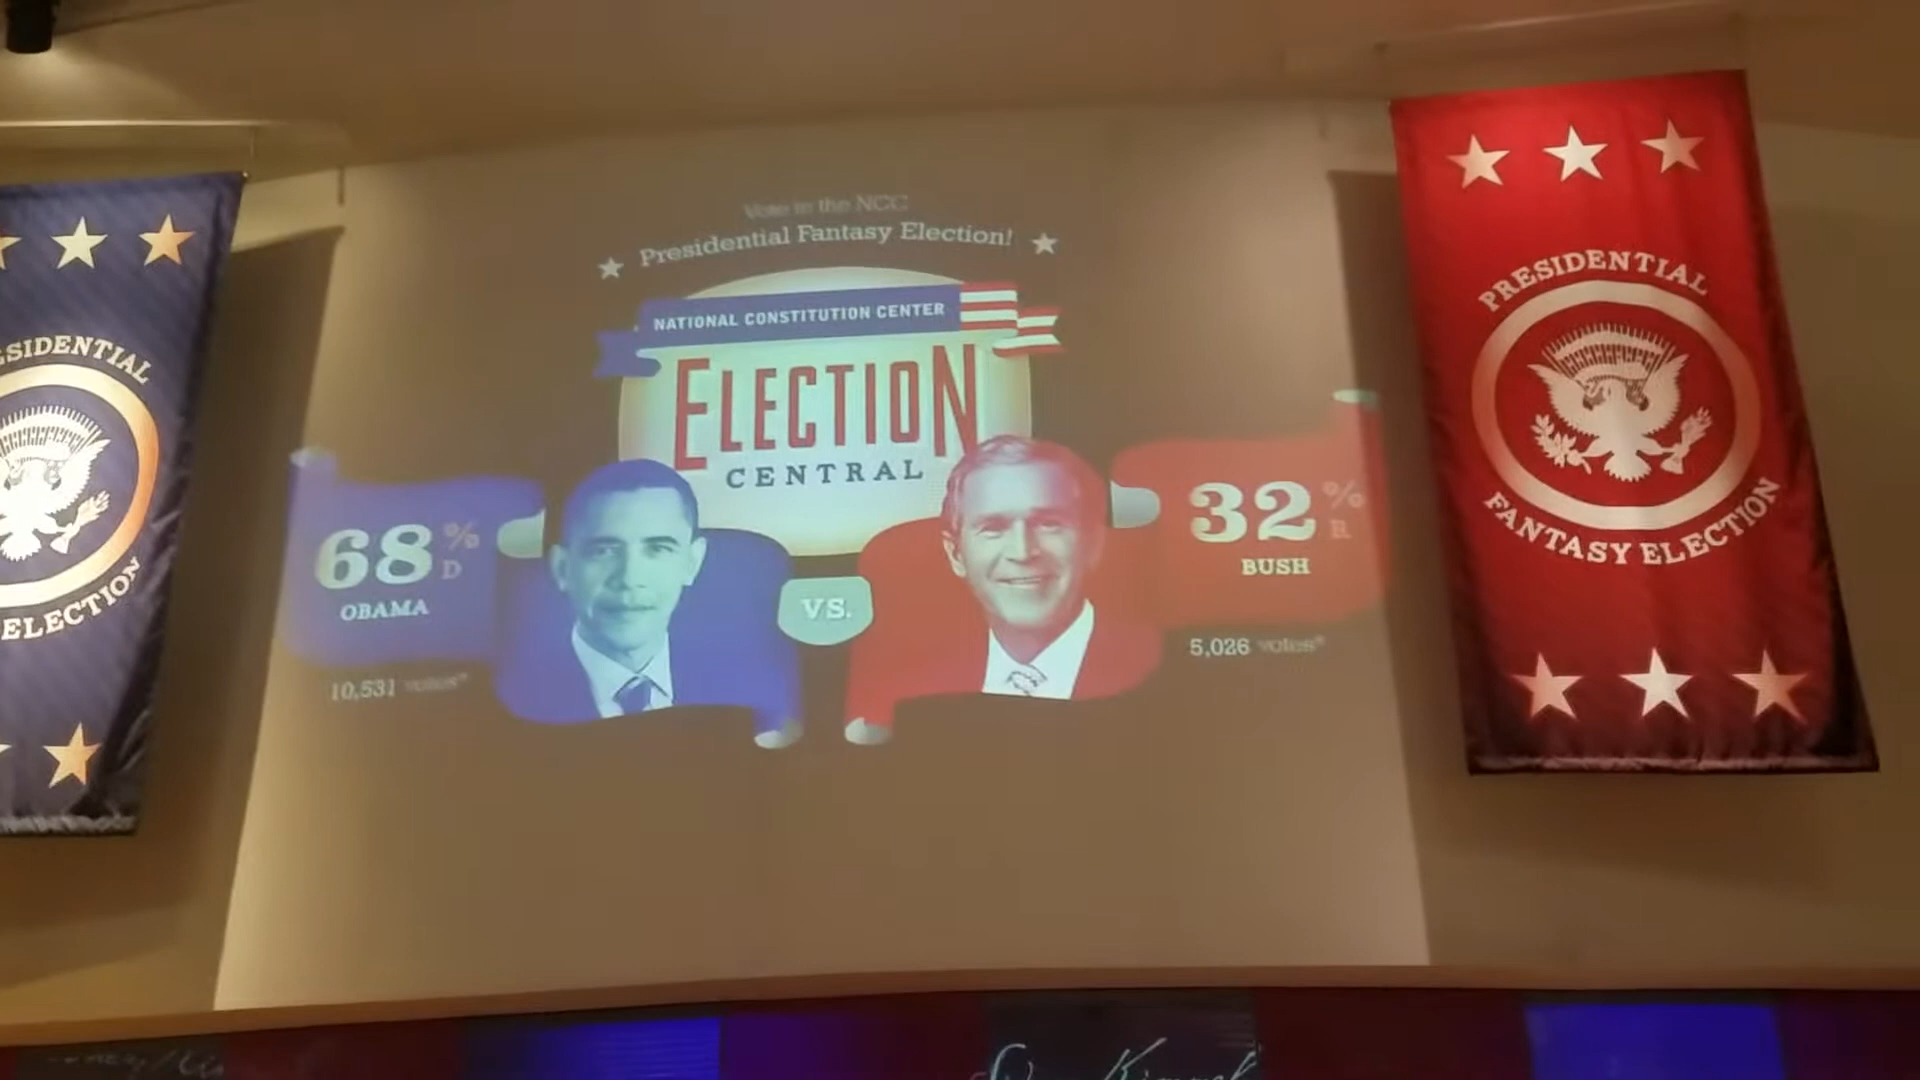 Vote in the NCC
Presidential Fantasy Election!
NATIONAL CONSTITUTION CENTER
ELECTION
CENTRAL
68%
D
OBAMA
10,531 votes*
VS.
32%
R
BUSH
5,026 votes*
ESIDENTIAL
ELECTION
PRESIDENTIAL
FANTASY ELECTION